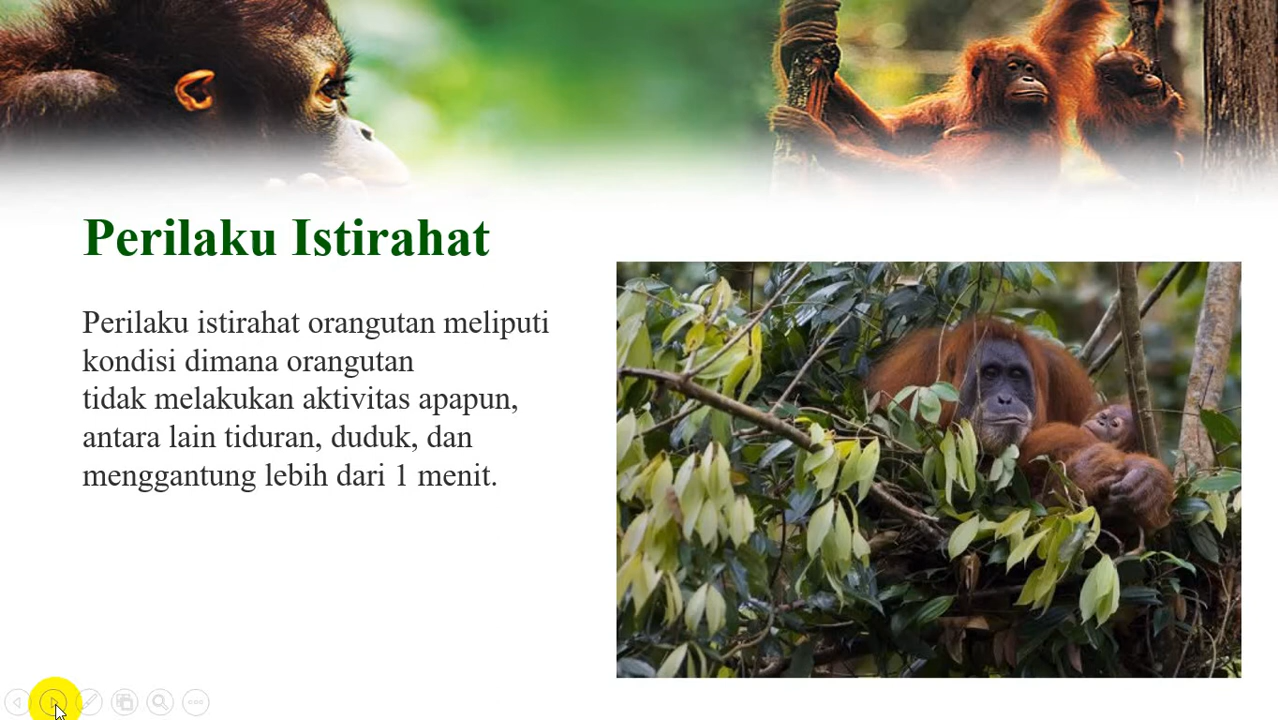 Perilaku Istirahat
Perilaku istirahat orangutan meliputi
kondisi dimana orangutan
tidak melakukan aktivitas apapun,
antara lain tiduran, duduk, dan
menggantung lebih dari 1 menit.